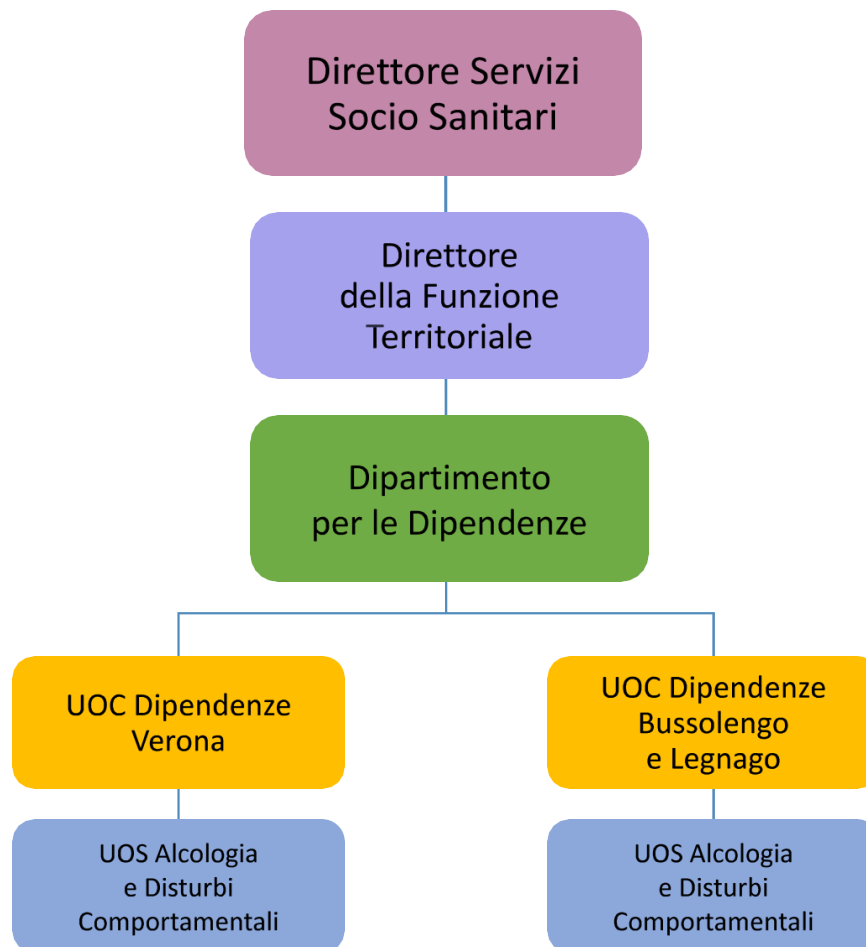 Direttore Servizi
Socio Sanitari
Direttore
della Funzione
Territoriale
Dipartimento
per le Dipendenze
UOC Dipendenze
Verona
UOC Dipendenze
Bussolengo
e Legnago
UOS Alcologia
e Disturbi
Comportamentali
UOS Alcologia
e Disturbi
Comportamentali